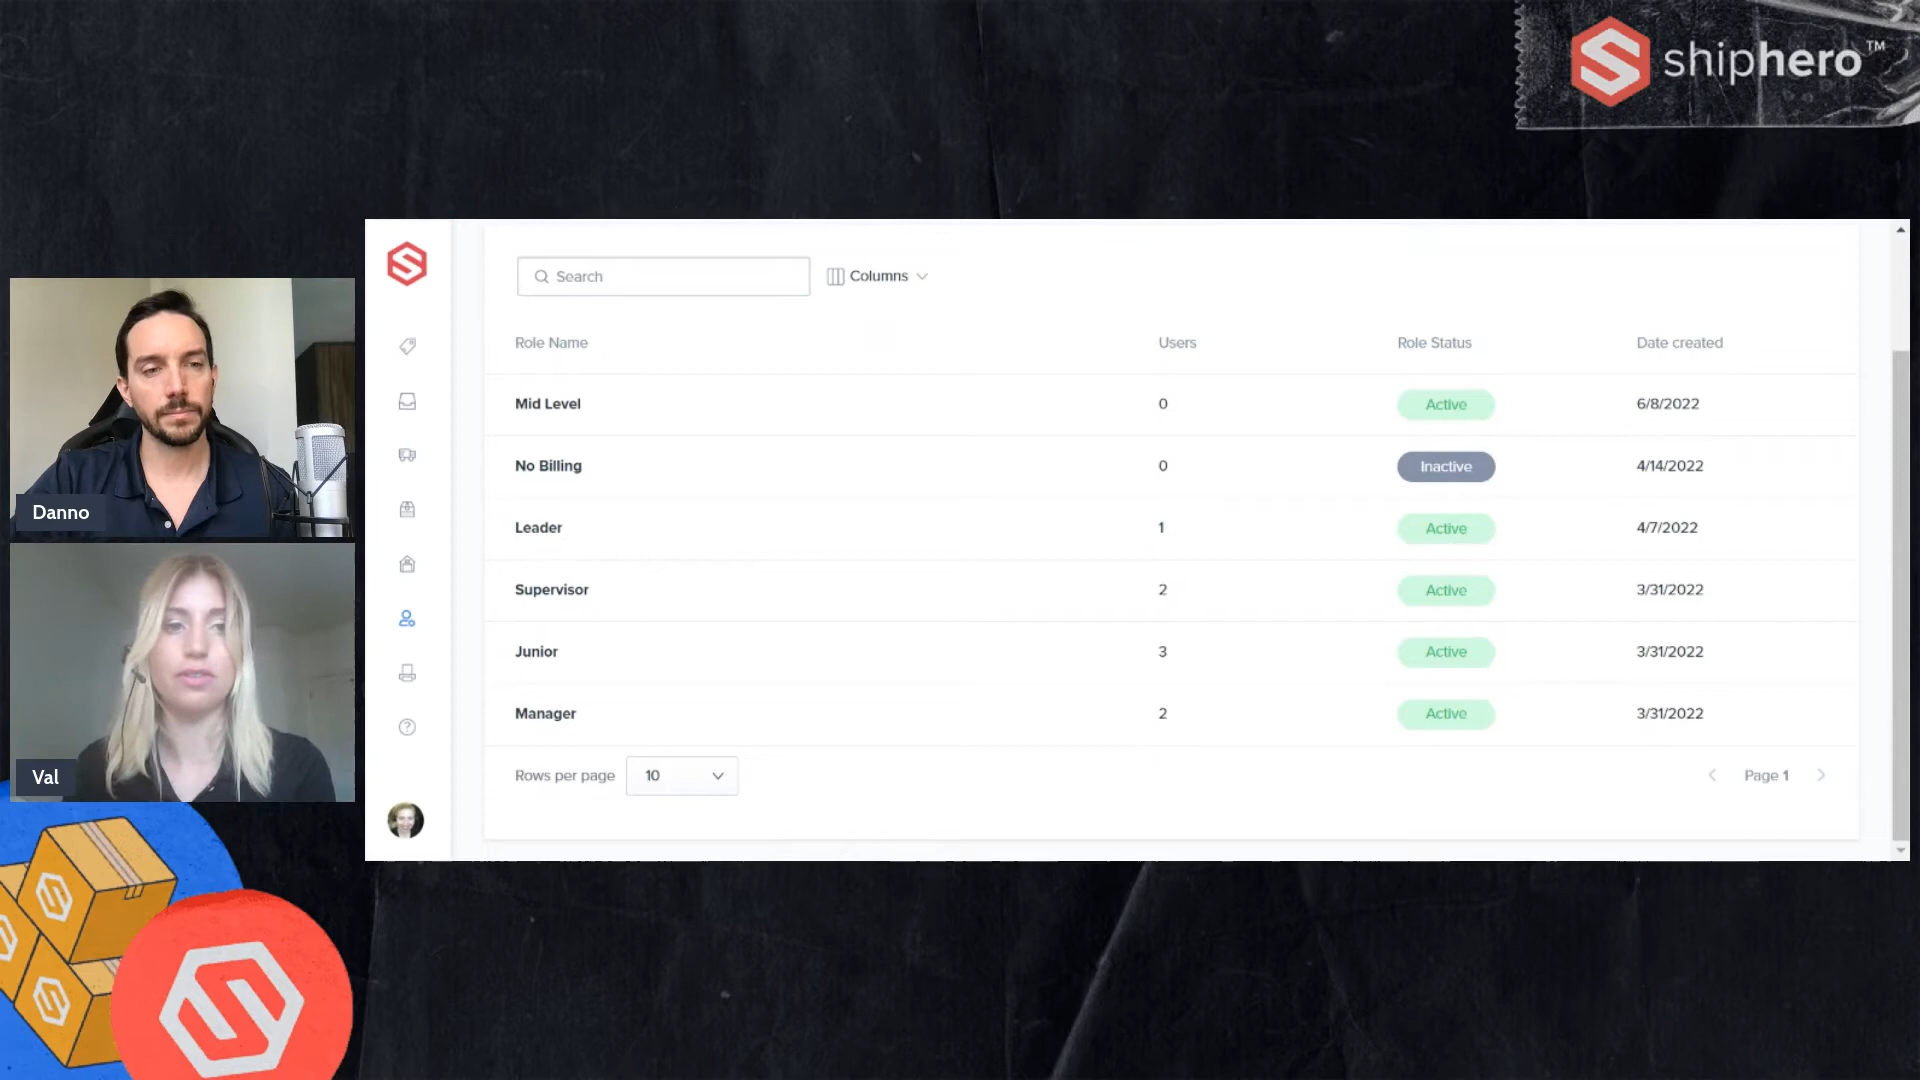 shiphero™
Search
Columns
Role Name Users Role Status Date created
Mid Level 0 Active 6/8/2022
No Billing 0 Inactive 4/14/2022
Leader 1 Active 4/7/2022
Supervisor 2 Active 3/31/2022
Junior 3 Active 3/31/2022
Manager 2 Active 3/31/2022
Rows per page 10 Page 1
Danno
Val